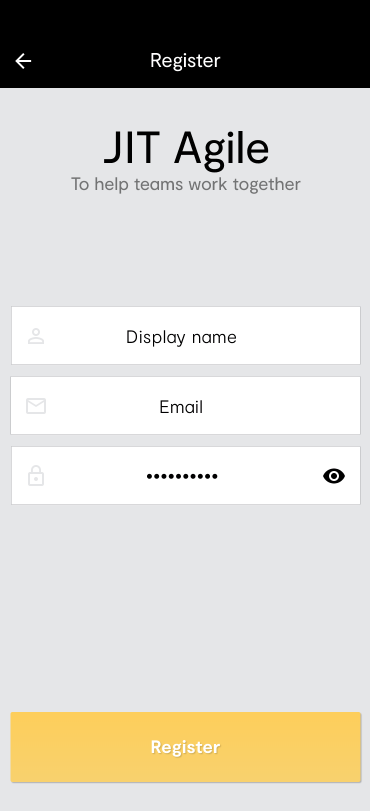 Register
JIT Agile
To help teams work together
Display name
Email
••••••••••
Register